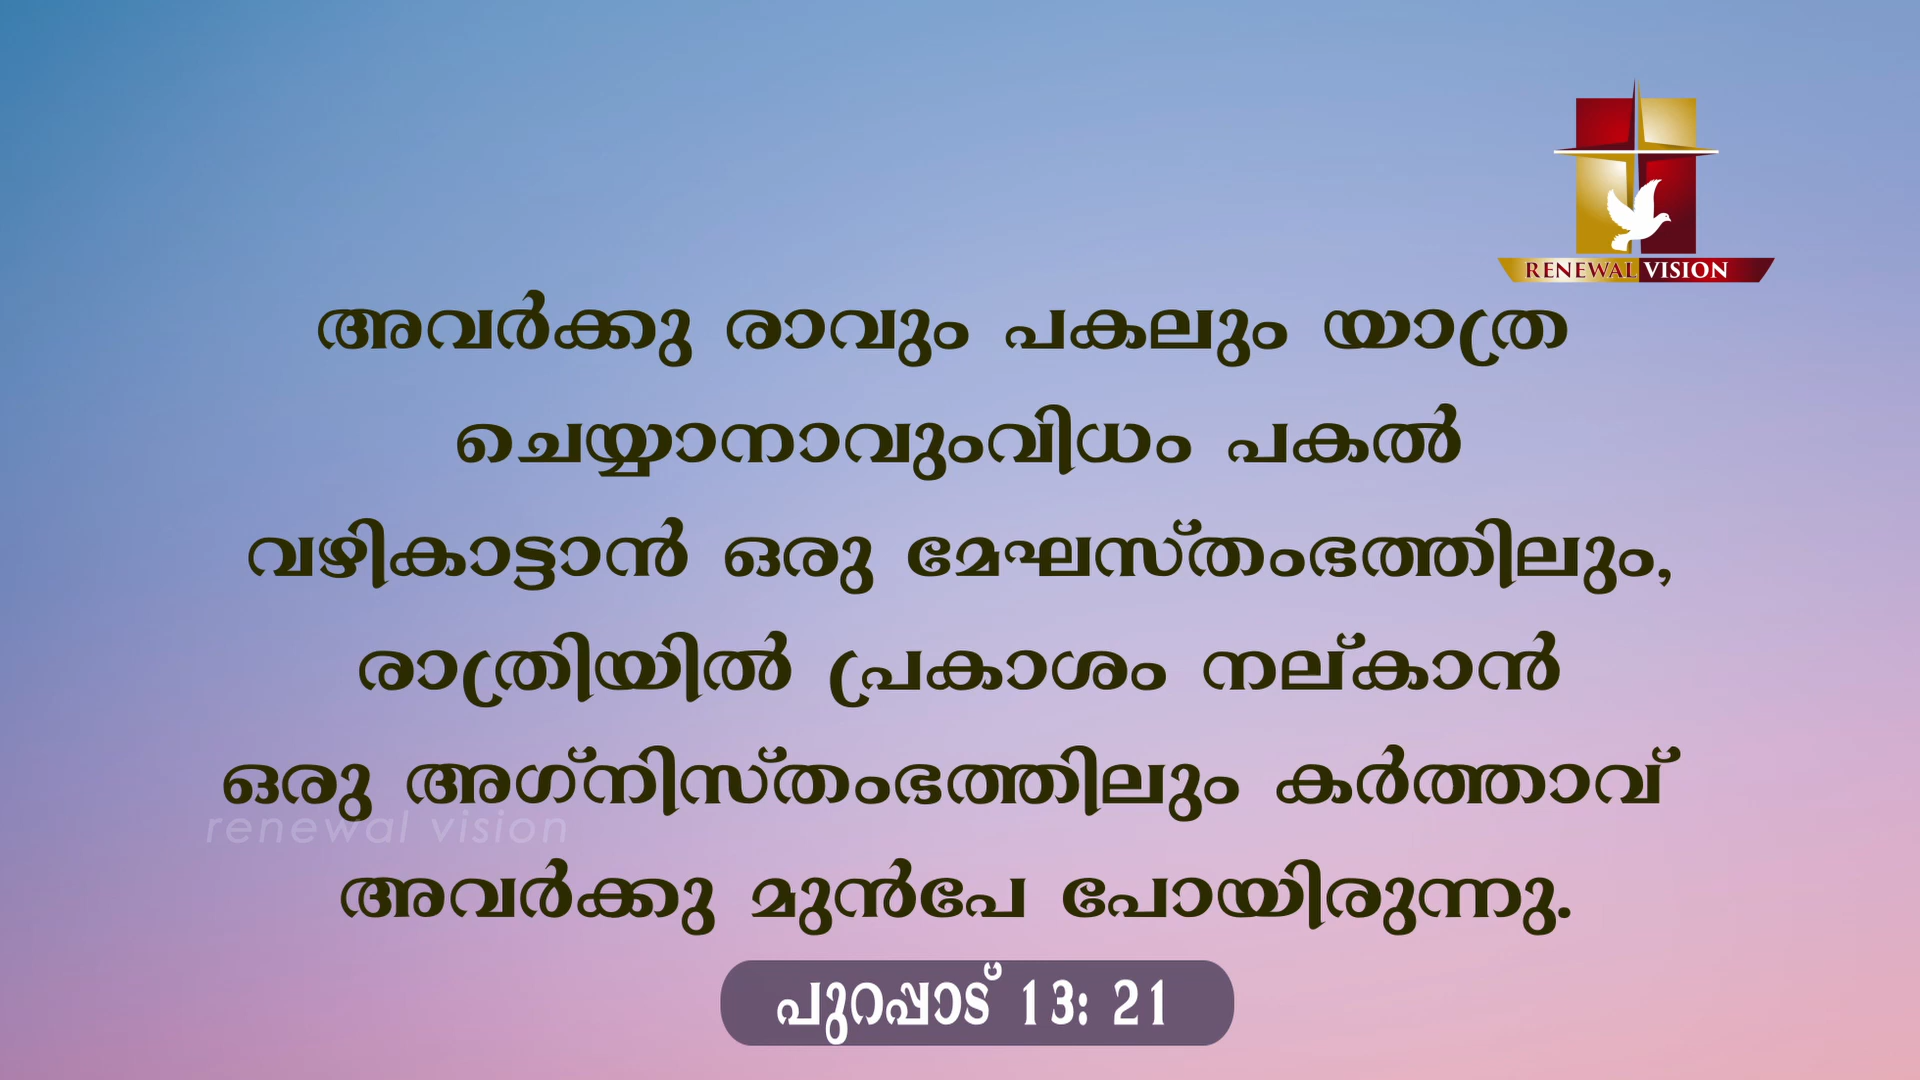 RENEWAL VISION
അവർക്കു രാവും പകലും യാത്ര
ചെയ്യാനാവുംവിധം പകൽ
വഴികാട്ടാൻ ഒരു മേഘസ്തംഭത്തിലും,
രാത്രിയിൽ പ്രകാശം നല്കാൻ
ഒരു അഗ്നിസ്തംഭത്തിലും കർത്താവ്
renewal vision
അവർക്കു മുൻപേ പോയിരുന്നു.
പുറപ്പാട് 13: 21